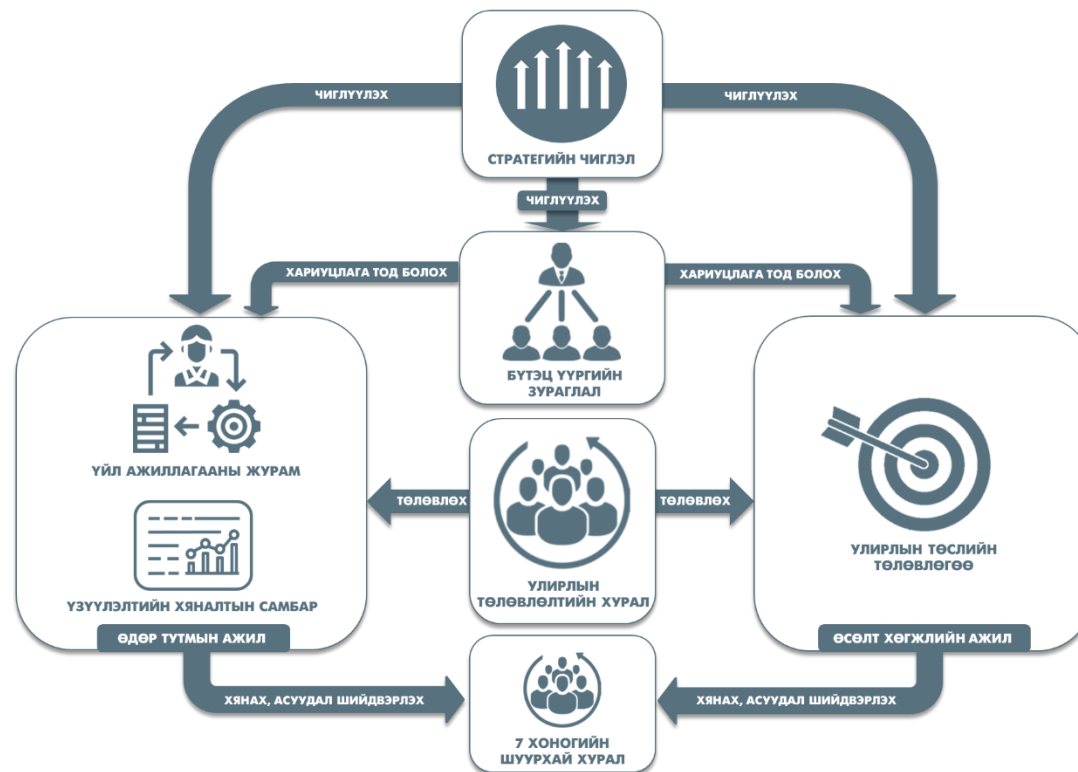 ЧИГЛҮҮЛЭХ
ЧИГЛҮҮЛЭХ
СТРАТЕГИЙН ЧИГЛЭЛ
ЧИГЛҮҮЛЭХ
ХАРИУЦЛАГА ТОД БОЛОХ
ХАРИУЦЛАГА ТОД БОЛОХ
БҮТЭЦ ҮҮРГИЙН
ЗУРАГЛАЛ
ҮЙЛ АЖИЛЛАГААНЫ ЖУРАМ
ТӨЛӨВЛӨХ
ТӨЛӨВЛӨХ
УЛИРЛЫН
ТӨЛӨВЛӨЛТИЙН ХУРАЛ
УЛИРЛЫН ТӨСЛИЙН
ТӨЛӨВЛӨГӨӨ
ҮЗҮҮЛЭЛТИЙН ХЯНАЛТЫН САМБАР
ӨДӨР ТУТМЫН АЖИЛ
ӨСӨЛТ ХӨГЖЛИЙН АЖИЛ
ХЯНАХ, АСУУДАЛ ШИЙДВЭРЛЭХ
ХЯНАХ, АСУУДАЛ ШИЙДВЭРЛЭХ
7 ХОНОГИЙН
ШУУРХАЙ ХУРАЛ